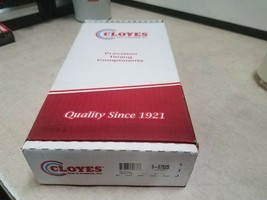 CLOYES
Precision
Timing
Components
Quality Since 1921
CLOYES